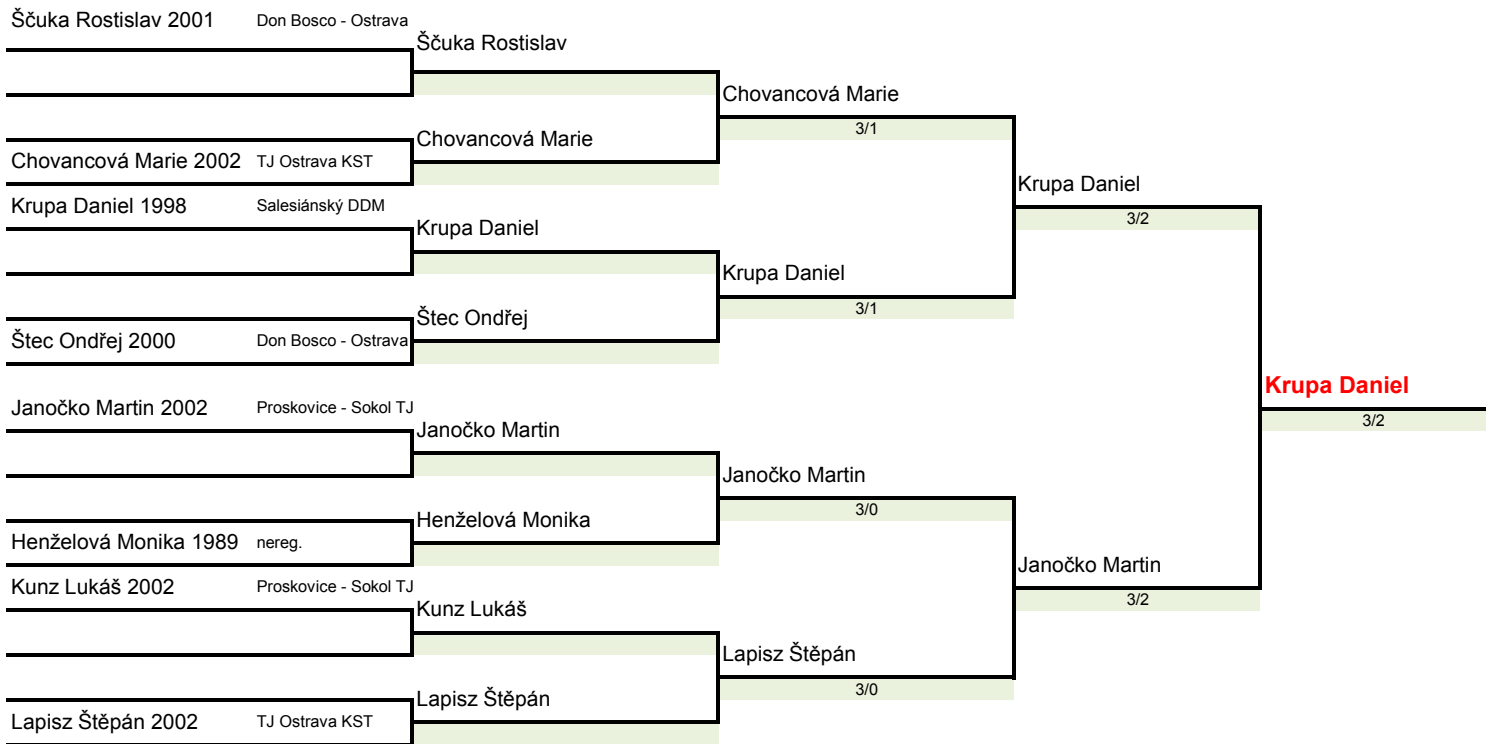 Ščuka Rostislav 2001 Don Bosco - Ostrava
Ščuka Rostislav
Chovancová Marie
3/1
Chovancová Marie
Chovancová Marie 2002 TJ Ostrava KST
Krupa Daniel
3/2
Krupa Daniel 1998 Salesiánský DDM
Krupa Daniel
Krupa Daniel
3/1
Štec Ondřej
Štec Ondřej 2000 Don Bosco - Ostrava
Krupa Daniel
3/2
Janočko Martin 2002 Proskovice - Sokol TJ
Janočko Martin
Janočko Martin
3/0
Henželová Monika
Henželová Monika 1989 nereg.
Janočko Martin
3/2
Kunz Lukáš 2002 Proskovice - Sokol TJ
Kunz Lukáš
Lapisz Štěpán
3/0
Lapisz Štěpán
Lapisz Štěpán 2002 TJ Ostrava KST